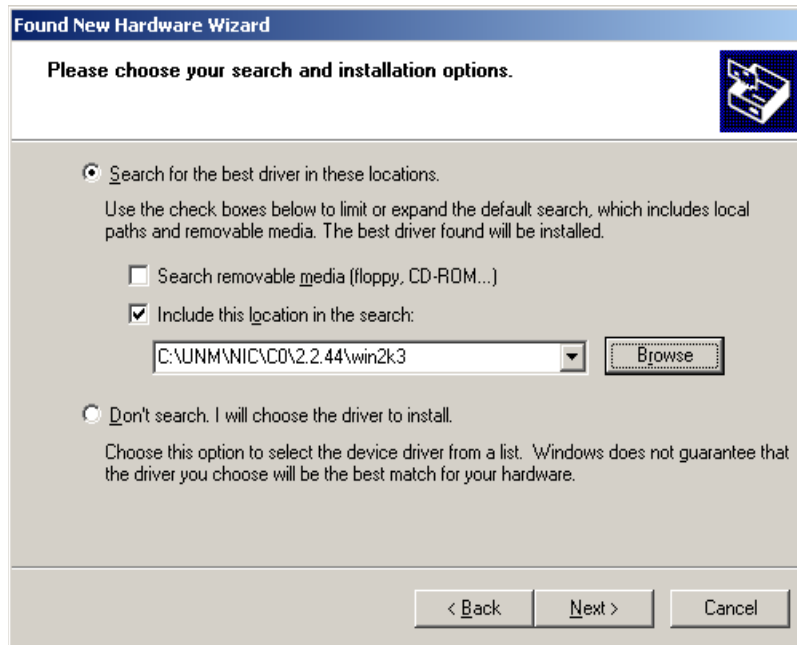 Found New Hardware Wizard
Please choose your search and installation options.
Search for the best driver in these locations.
Use the check boxes below to limit or expand the default search, which includes local
paths and removable media. The best driver found will be installed.
Search removable media (floppy, CD-ROM...)
Include this location in the search:
C:\UNM\NIC\C0\2.2.44\win2k3
Browse
Don't search. I will choose the driver to install.
Choose this option to select the device driver from a list. Windows does not guarantee that
the driver you choose will be the best match for your hardware.
< Back
Next >
Cancel